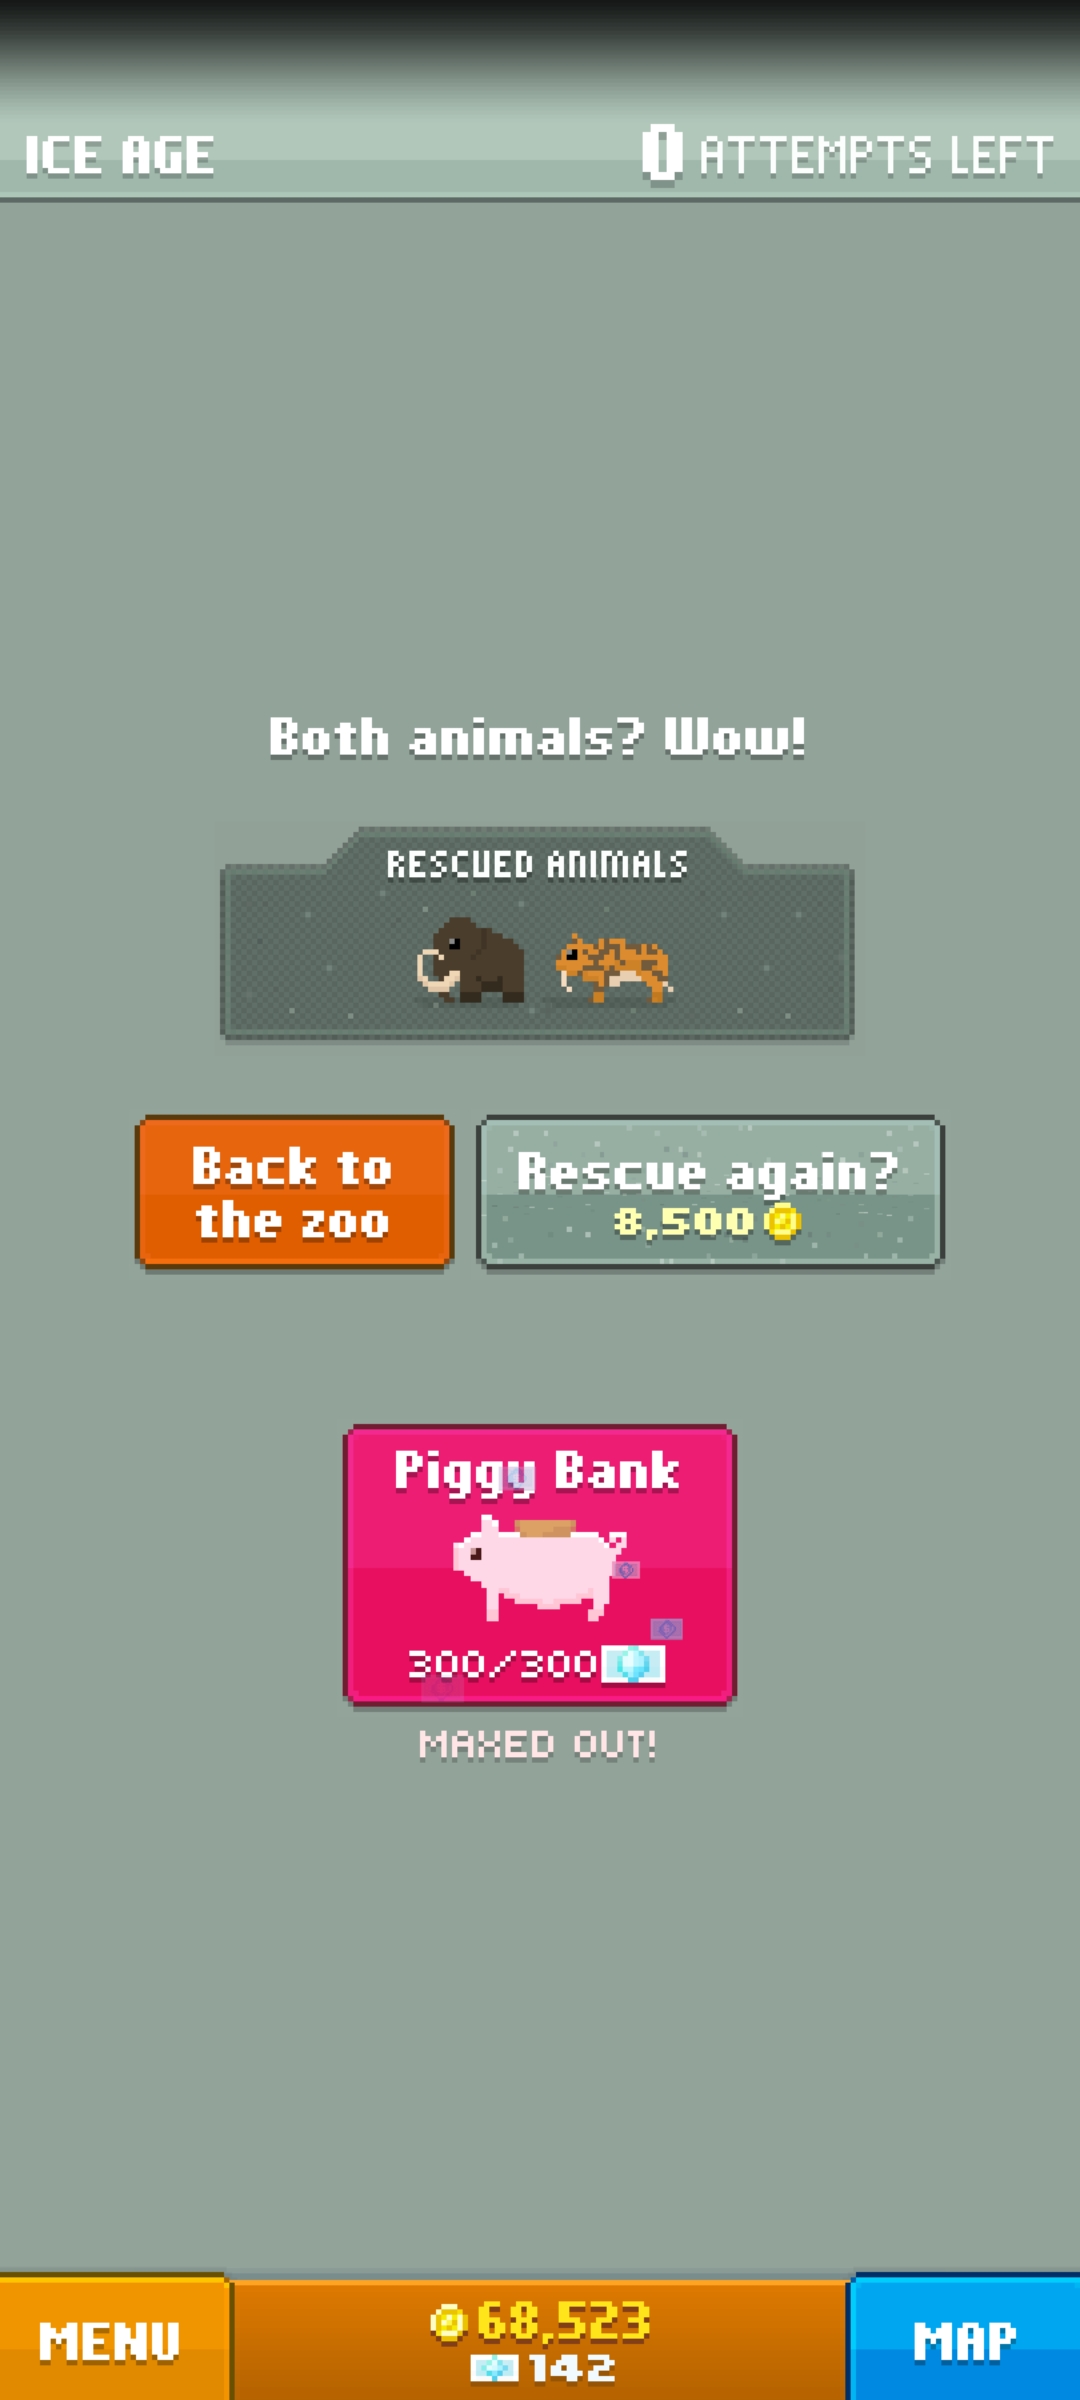 ICE AGE
0 ATTEMPTS LEFT
Both animals? Wow!
RESCUED ANIMALS
Back to
the zoo
Rescue again?
8,500
Piggy Bank
300/300
MAXED OUT!
MENU
68,523
142
MAP